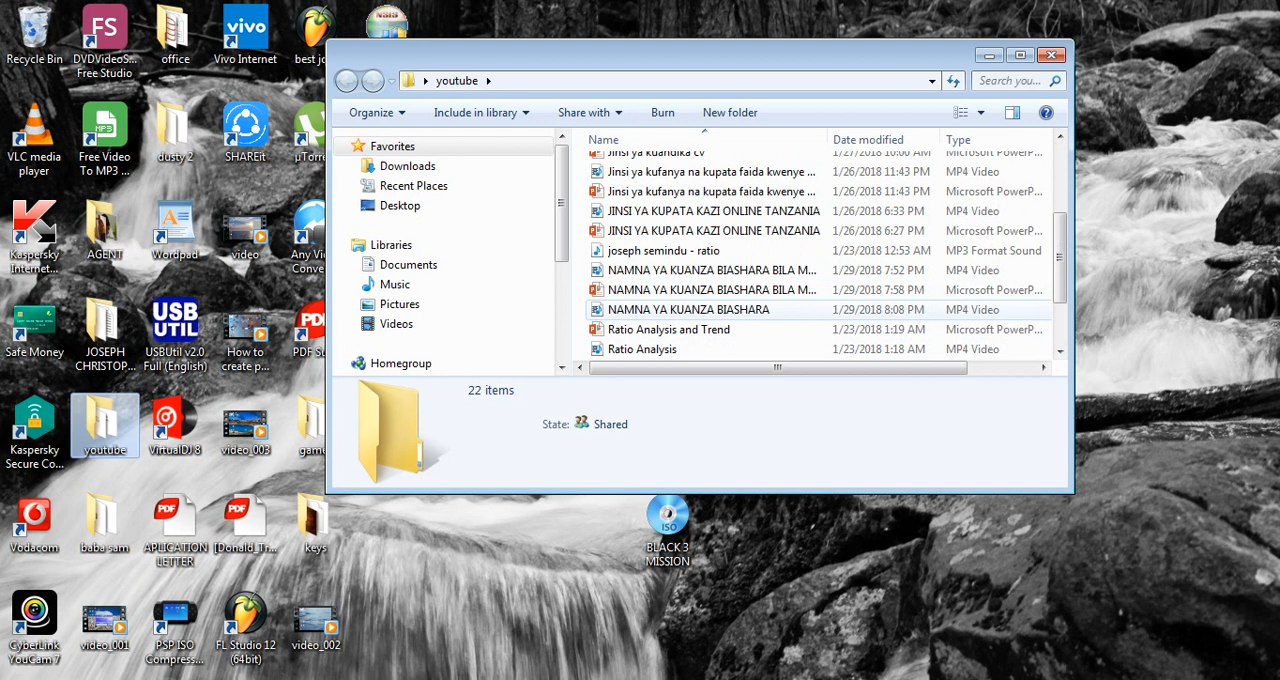 Recycle Bin
DVDVideoS...
Free Studio
office
Vivo Internet
vivo
FS
VLC media
player
Free Video
To MP3 ...
MP3
dusty 2
SHAREit
Kaspersky
Internet...
AGENT
Wordpad
video
Any Vi
Conve
Safe Money
JOSEPH
CHRISTOP...
USB
UTIL
USBUtil v2.0
Full (English)
How to
create p...
Kaspersky
Secure Co...
youtube
VirtualDJ 8
video_003
Vodacom
baba sam
PDF
APLICATION
LETTER
PDF
[Donald_Tr...
keys
CyberLink
YouCam 7
video_001
PSP ISO
Compress...
FL Studio 12
(64bit)
video_002
ISO
BLACK 3
MISSION
youtube
Search you...
Organize
Include in library
Share with
Burn
New folder
Favorites
Downloads
Recent Places
Desktop
Libraries
Documents
Music
Pictures
Videos
Homegroup
Name Date modified Type
Jinsi ya kuandika cv 1/27/2018 10:00 AM Microsoft PowerP...
Jinsi ya kufanya na kupata faida kwenye ... 1/26/2018 11:43 PM MP4 Video
Jinsi ya kufanya na kupata faida kwenye ... 1/26/2018 11:43 PM Microsoft PowerP...
JINSI YA KUPATA KAZI ONLINE TANZANIA 1/26/2018 6:33 PM MP4 Video
JINSI YA KUPATA KAZI ONLINE TANZANIA 1/26/2018 6:27 PM Microsoft PowerP...
joseph semindu - ratio 1/23/2018 12:53 AM MP3 Format Sound
NAMNA YA KUANZA BIASHARA BILA M... 1/29/2018 7:52 PM MP4 Video
NAMNA YA KUANZA BIASHARA BILA M... 1/29/2018 7:58 PM Microsoft PowerP...
NAMNA YA KUANZA BIASHARA 1/29/2018 8:08 PM MP4 Video
Ratio Analysis and Trend 1/23/2018 1:19 AM Microsoft PowerP...
Ratio Analysis 1/23/2018 1:18 AM MP4 Video
22 items
State: Shared